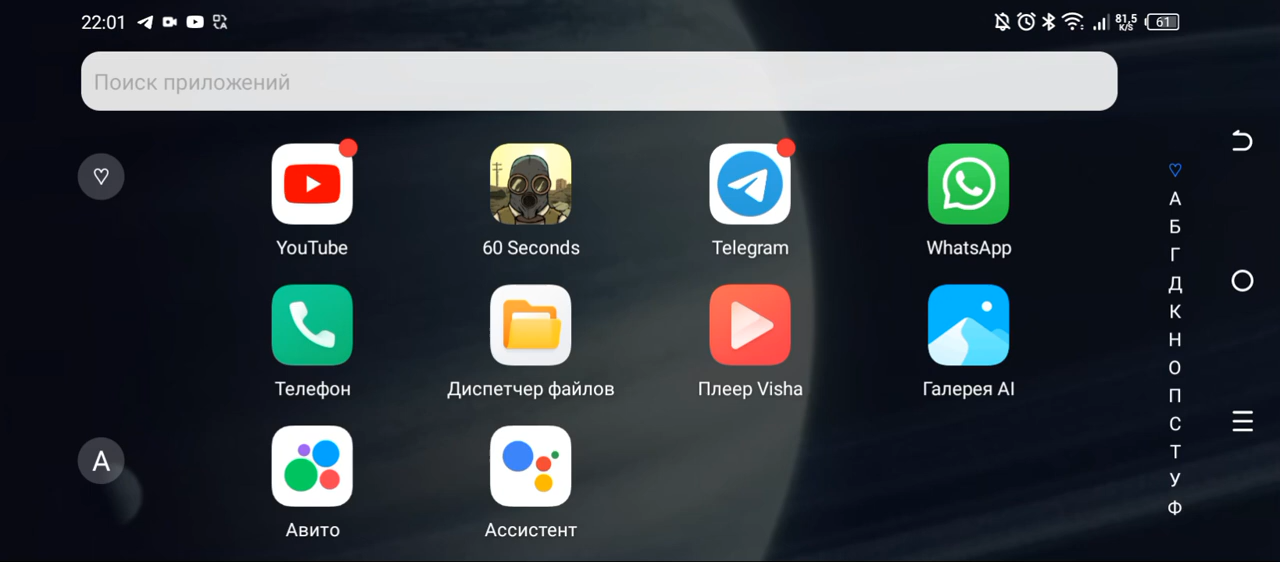 22:01
81,5
K/S
61
Поиск приложений
YouTube
60 Seconds
Telegram
WhatsApp
Телефон
Диспетчер файлов
Плеер Visha
Галерея AI
А
Авито
Ассистент
А
Б
Г
Д
К
Н
О
П
С
Т
У
Ф